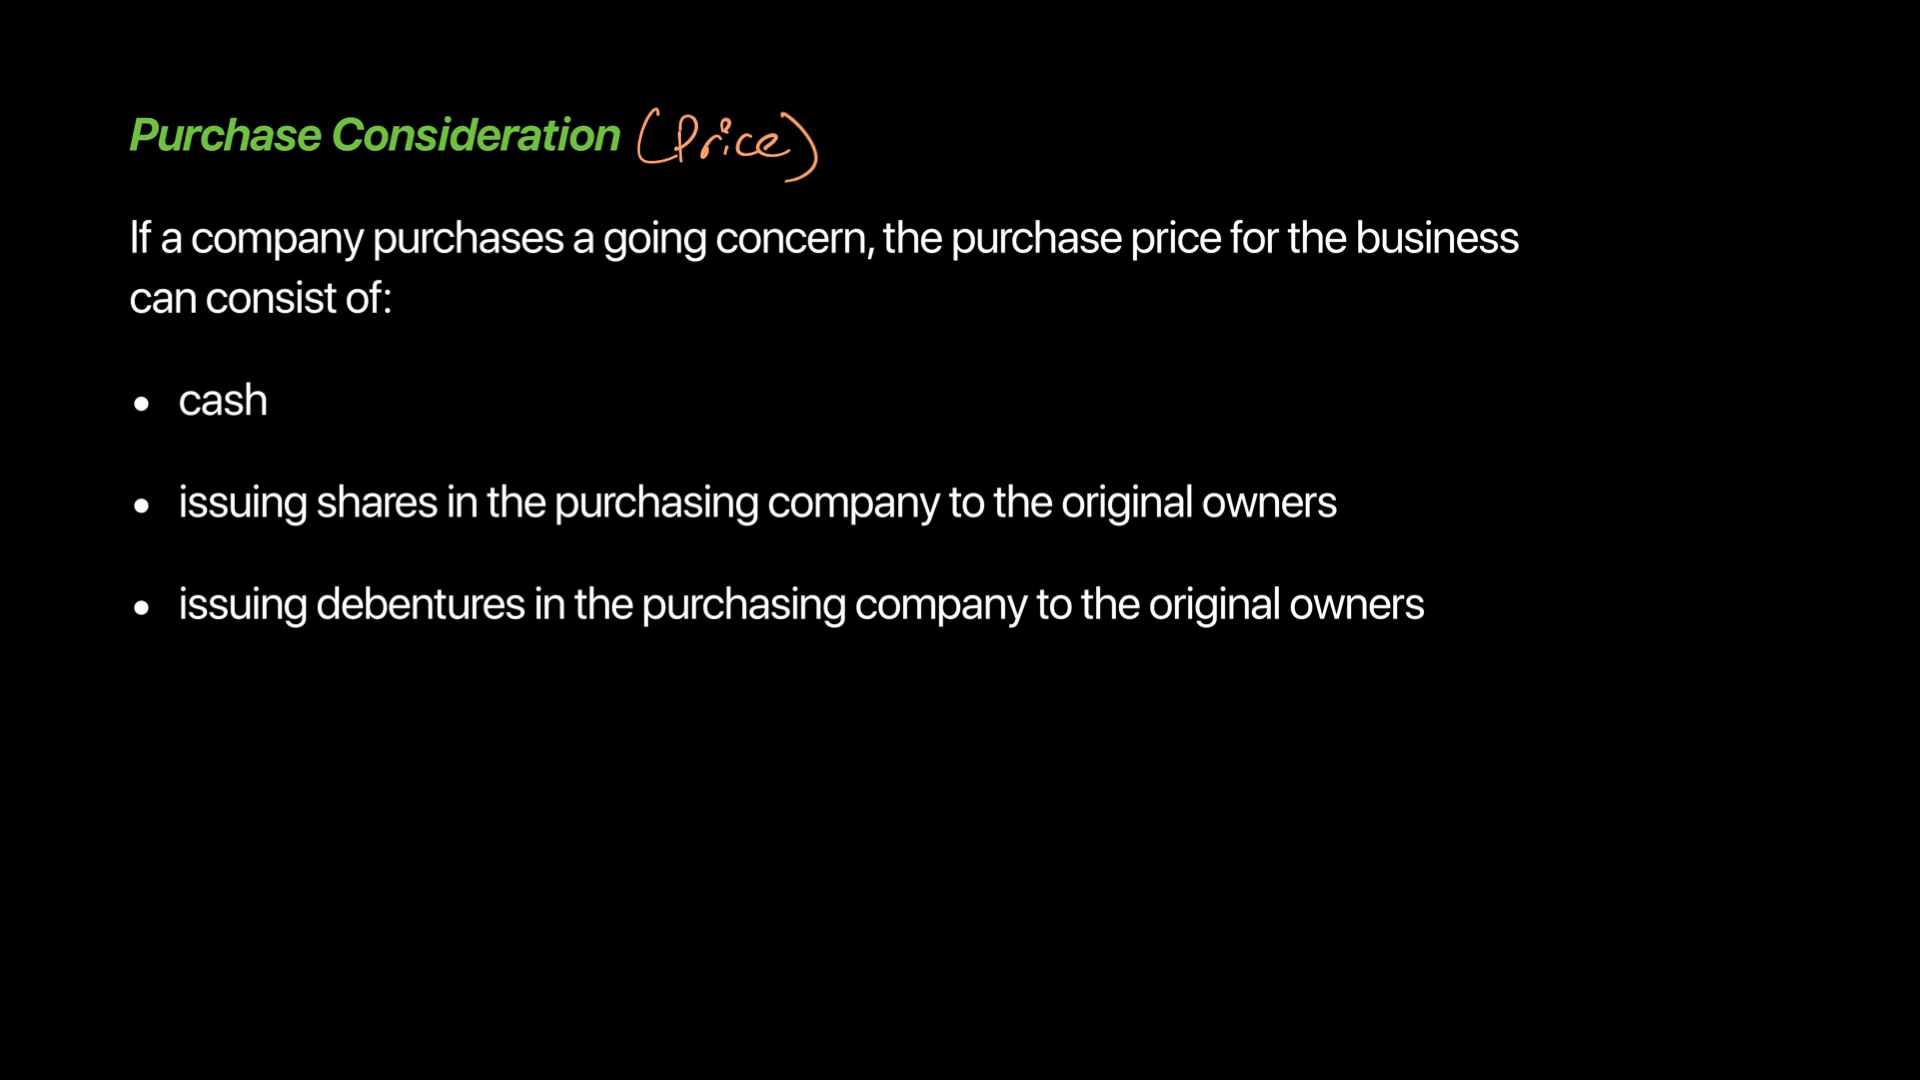 Purchase Consideration (Price)
If a company purchases a going concern, the purchase price for the business
can consist of:
• cash
• issuing shares in the purchasing company to the original owners
• issuing debentures in the purchasing company to the original owners